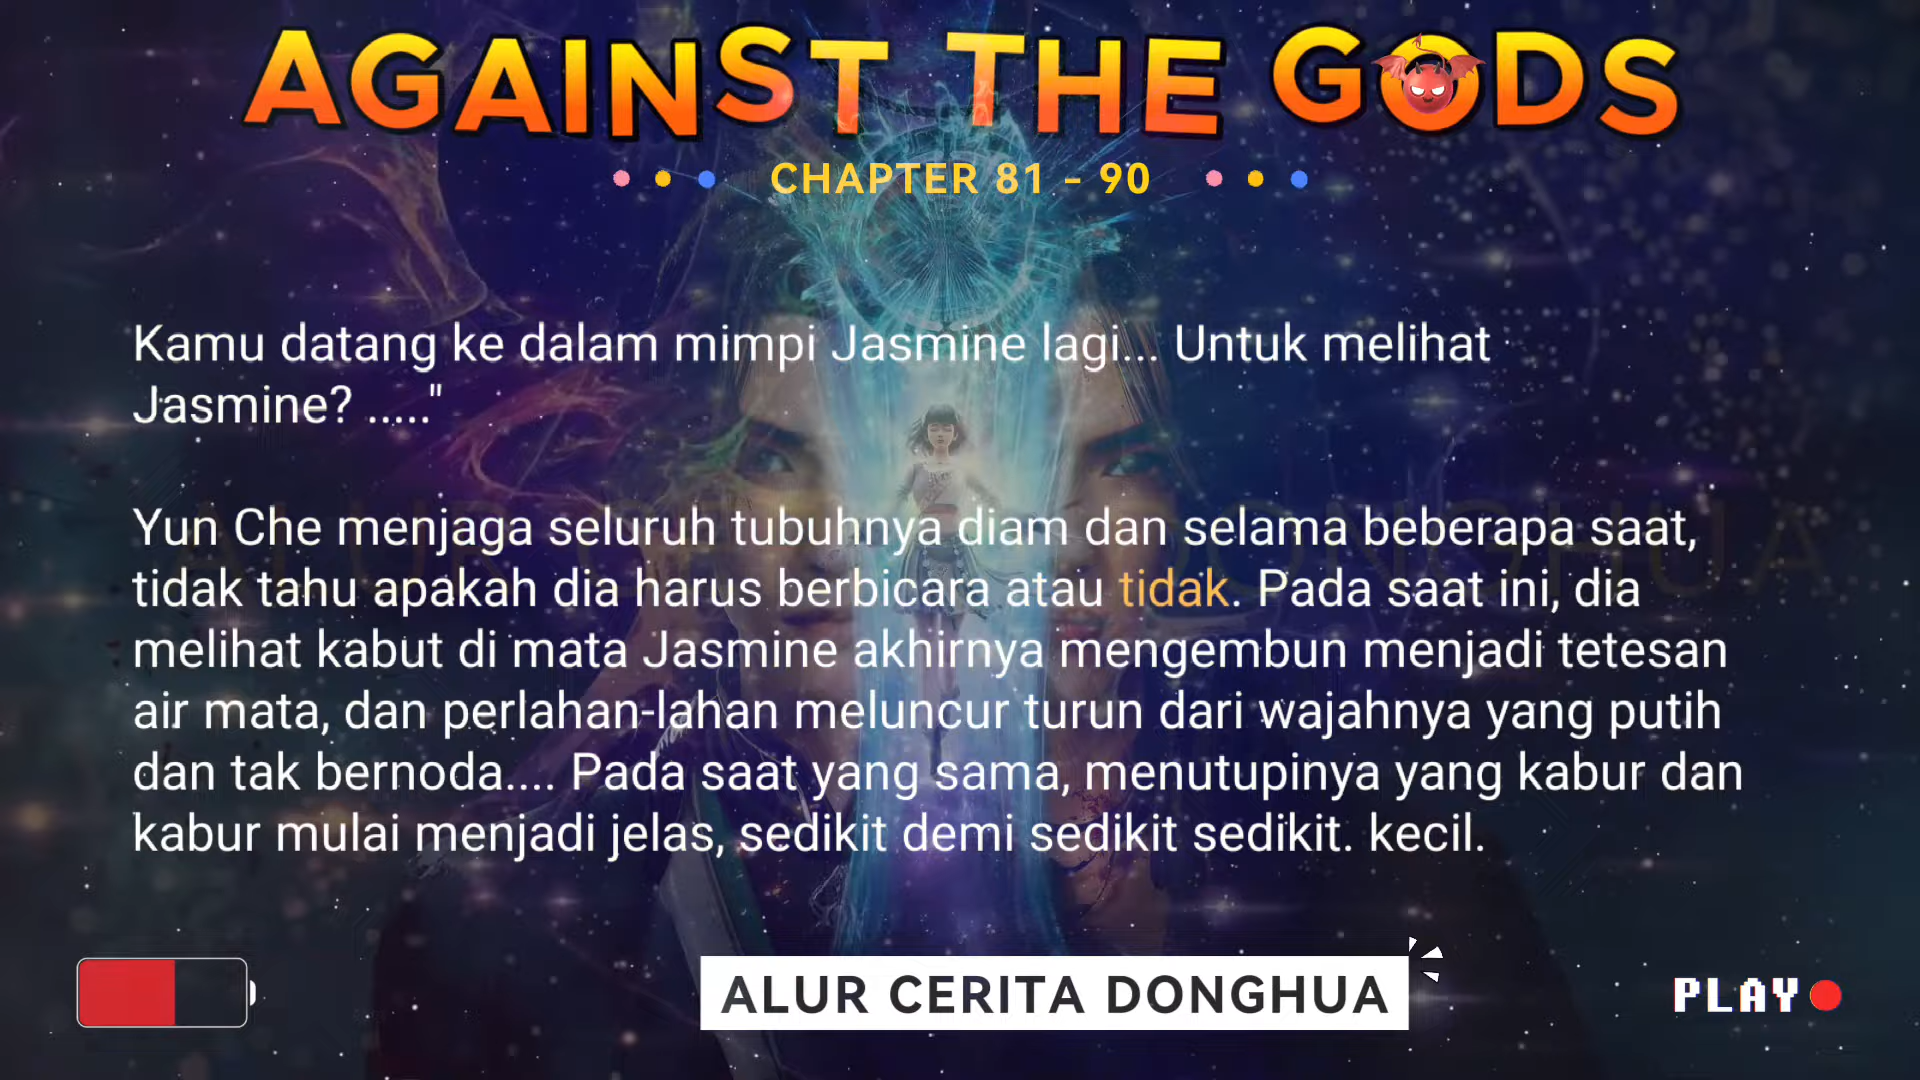 AGAINST THE GODS
CHAPTER 81 - 90
Kamu datang ke dalam mimpi Jasmine lagi... Untuk melihat
Jasmine? ....."
Yun Che menjaga seluruh tubuhnya diam dan selama beberapa saat,
tidak tahu apakah dia harus berbicara atau tidak. Pada saat ini, dia
melihat kabut di mata Jasmine akhirnya mengembun menjadi tetesan
air mata, dan perlahan-lahan meluncur turun dari wajahnya yang putih
dan tak bernoda.... Pada saat yang sama, menutupinya yang kabur dan
kabur mulai menjadi jelas, sedikit demi sedikit sedikit. kecil.
ALUR CERITA DONGHUA
PLAY